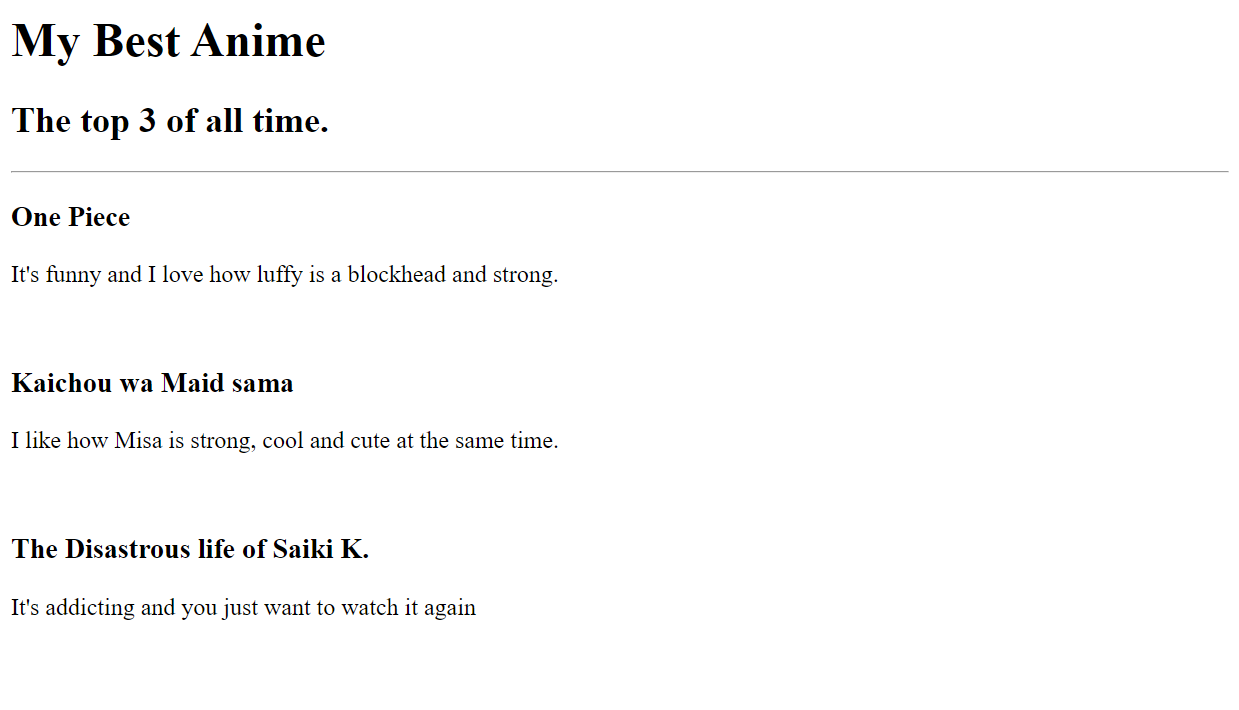 My Best Anime
The top 3 of all time.
One Piece
It's funny and I love how luffy is a blockhead and strong.
Kaichou wa Maid sama
I like how Misa is strong, cool and cute at the same time.
The Disastrous life of Saiki K.
It's addicting and you just want to watch it again